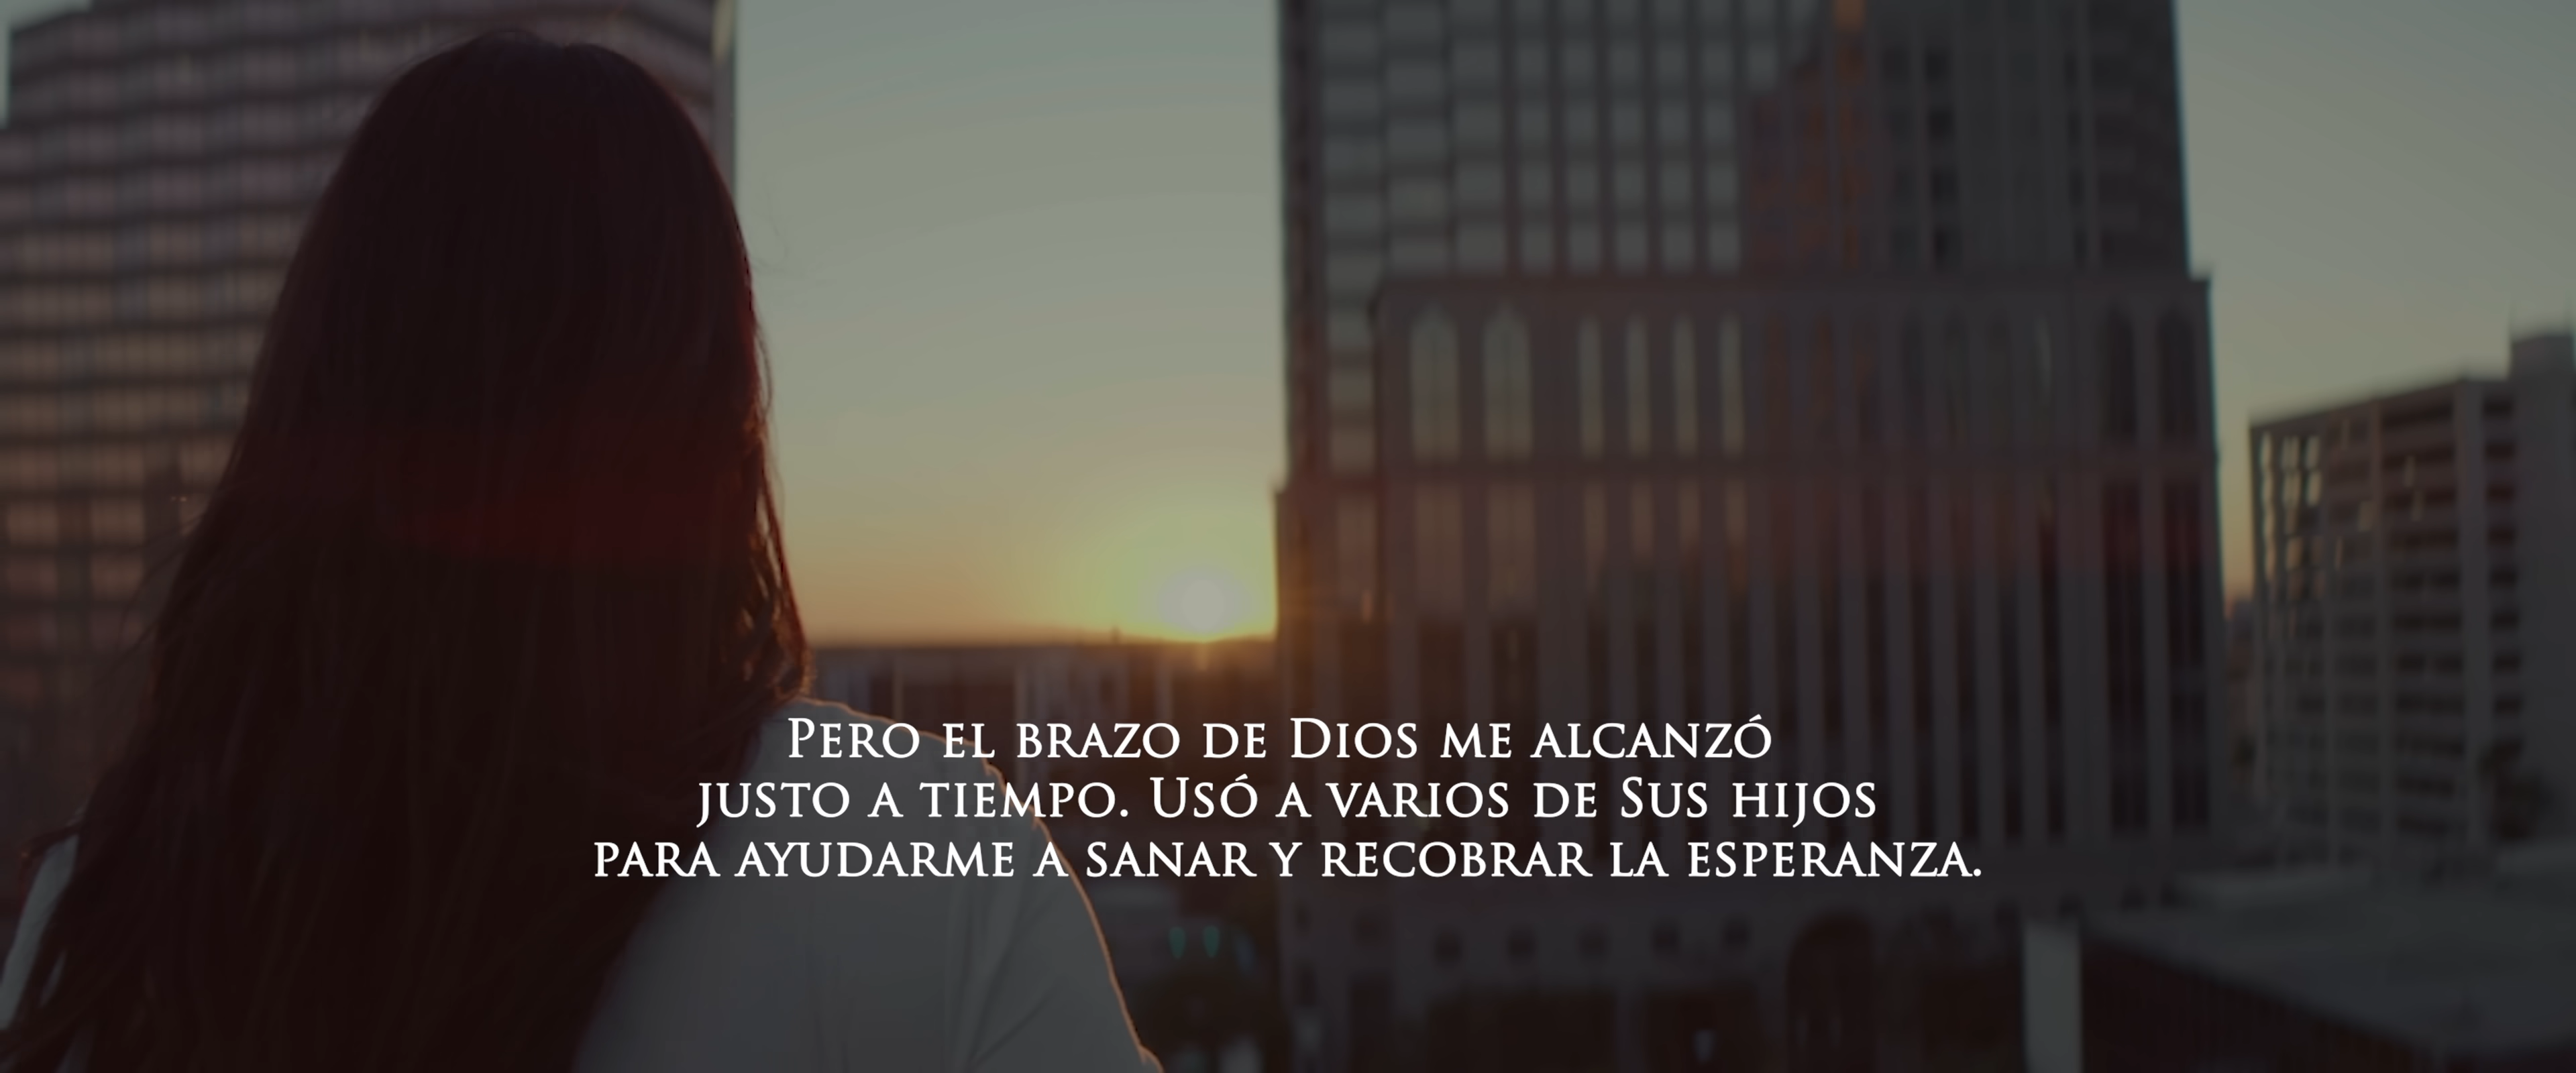 Pero el brazo de Dios me alcanzó
justo a tiempo. Usó a varios de Sus hijos
para ayudarme a sanar y recobrar la esperanza.